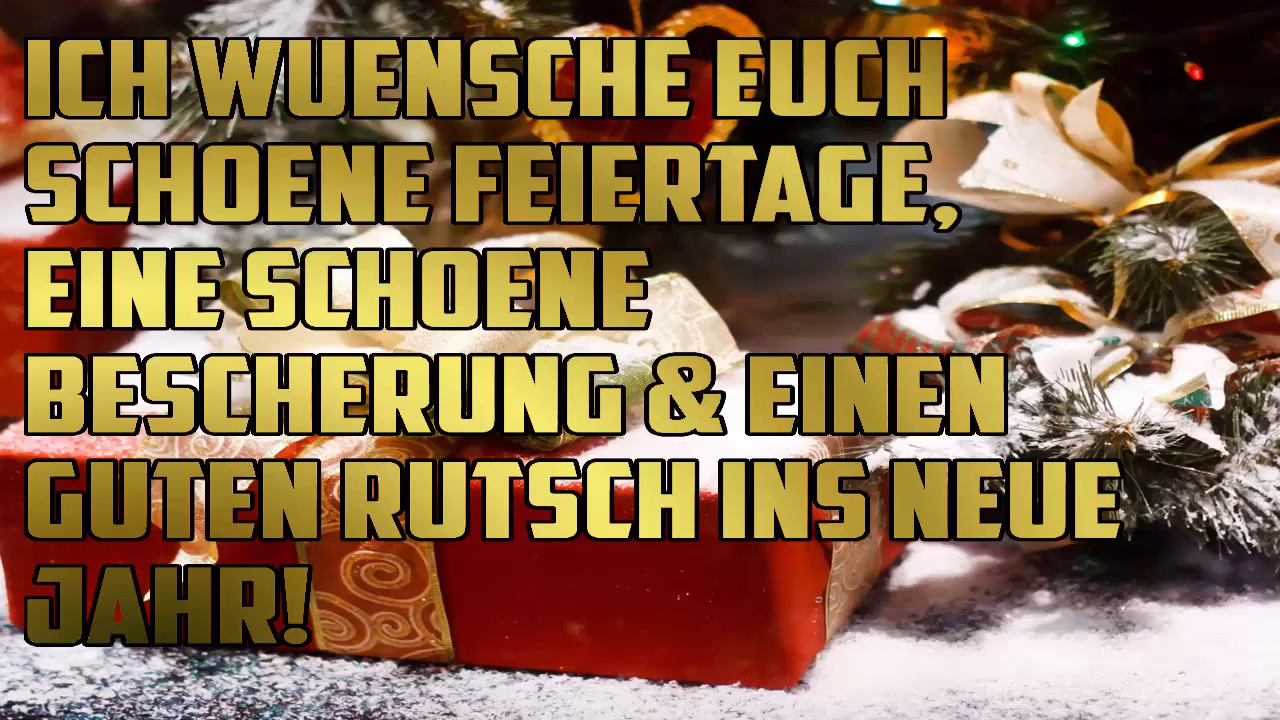 ICH WUENSCHE EUCH
SCHOENE FEIERTAGE,
EINE SCHOENE
BESCHERUNG & EINEN
GUTEN RUTSCH INS NEUE
JAHR!